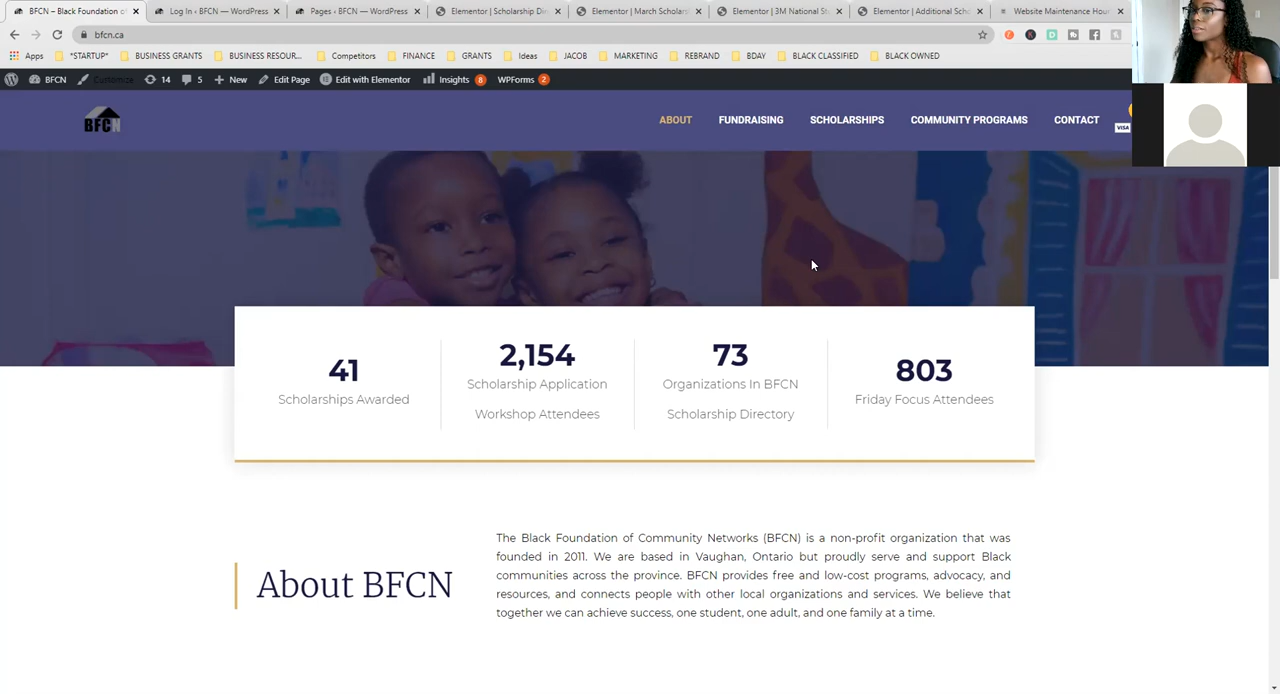 BFCN – Black Foundation o
Log In ‹ BFCN — WordPress
Pages ‹ BFCN — WordPress
Elementor | Scholarship Di
Elementor | March Scholars
Elementor | 3M National St
Elementor | Additional Sch
Website Maintenance Hour
bfcn.ca
Apps *STARTUP* BUSINESS GRANTS BUSINESS RESOUR... Competitors FINANCE GRANTS Ideas JACOB MARKETING REBRAND BDAY BLACK CLASSIFIED BLACK OWNED
BFCN Customize 14 5 New Edit Page Edit with Elementor Insights 8 WPForms 2
BFCN
ABOUT FUNDRAISING SCHOLARSHIPS COMMUNITY PROGRAMS CONTACT
VISA
41
Scholarships Awarded
2,154
Scholarship Application
Workshop Attendees
73
Organizations In BFCN
Scholarship Directory
803
Friday Focus Attendees
About BFCN
The Black Foundation of Community Networks (BFCN) is a non-profit organization that was
founded in 2011. We are based in Vaughan, Ontario but proudly serve and support Black
communities across the province. BFCN provides free and low-cost programs, advocacy, and
resources, and connects people with other local organizations and services. We believe that
together we can achieve success, one student, one adult, and one family at a time.